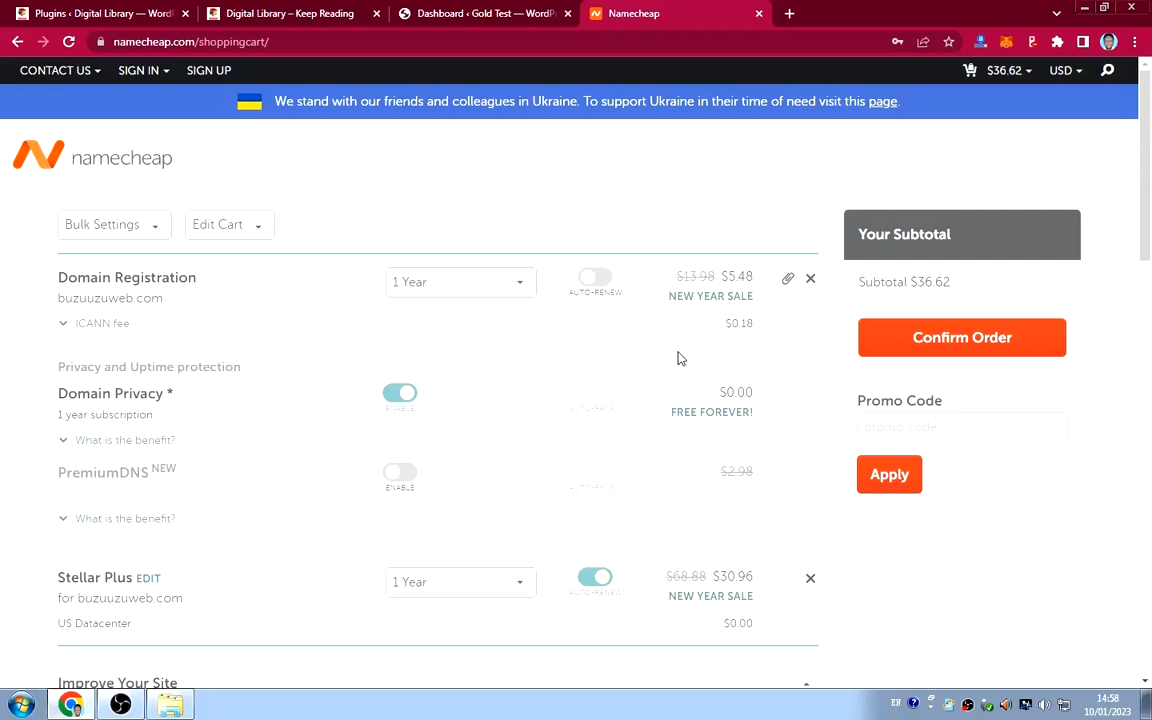 Plugins ‹ Digital Library — WordP
Digital Library – Keep Reading
Dashboard ‹ Gold Test — WordPr
Namecheap
namecheap.com/shoppingcart/
CONTACT US
SIGN IN
SIGN UP
$36.62
USD
We stand with our friends and colleagues in Ukraine. To support Ukraine in their time of need visit this page.
namecheap
Bulk Settings
Edit Cart
Your Subtotal
Domain Registration
1 Year
AUTO-RENEW
$13.98 $5.48
buzuuzuweb.com
NEW YEAR SALE
Subtotal $36.62
ICANN fee
$0.18
Confirm Order
Privacy and Uptime protection
Domain Privacy *
ENABLE
AUTO-RENEW
$0.00
1 year subscription
FREE FOREVER!
Promo Code
promo code
What is the benefit?
PremiumDNS NEW
ENABLE
AUTO-RENEW
$2.98
Apply
What is the benefit?
Stellar Plus EDIT
1 Year
AUTO-RENEW
$68.88 $30.96
for buzuuzuweb.com
NEW YEAR SALE
US Datacenter
$0.00
Improve Your Site
EN
14:58
10/01/2023